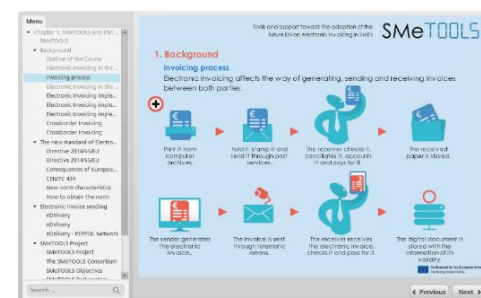 Menu
Chapter 1. SMeTOOLS and EN...
SMeTOOLS
Background
Outline of the Course
Electronic invoicing in the ...
Invoicing process
Electronic invoicing in the ...
Electronic invoicing imple...
Electronic invoicing imple...
Electronic invoicing imple...
Crossborder invoicing
Crossborder invoicing
The new standard of Electro...
Directive 2014/55/EU
Directive 2014/55/EU
Consequences of Europea...
CEN/TC 434
New norm characteristics
How to obtain the norm
Electronic invoice sending
eDelivery
eDelivery
eDelivery - PEPPOL Network
SMeTOOLS Project
SMeTOOLS Project
The SMeTOOLS Consortium
SMeTOOLS Objectives
Search...
Tools and support toward the adoption of the
future EN on electronic invoicing in SMEs
SMeTOOLS
1. Background
Invoicing process
Electronic invoicing affects the way of generating, sending and receiving invoices
between both parties.
Print it from
computer
archives.
Fold it, stamp it and
send it through post
services.
The receiver checks it,
conciliates it, accounts
it and pays for it.
The received
paper is stored.
The sender generates
the electronic
invoice.
The invoice is sent
through telematic
means.
The receiver receives
the electronic invoice,
checks it and pay for it.
The digital document is
stored with the
information of its
validity.
Co-funded by the European Union
< Previous
Next >